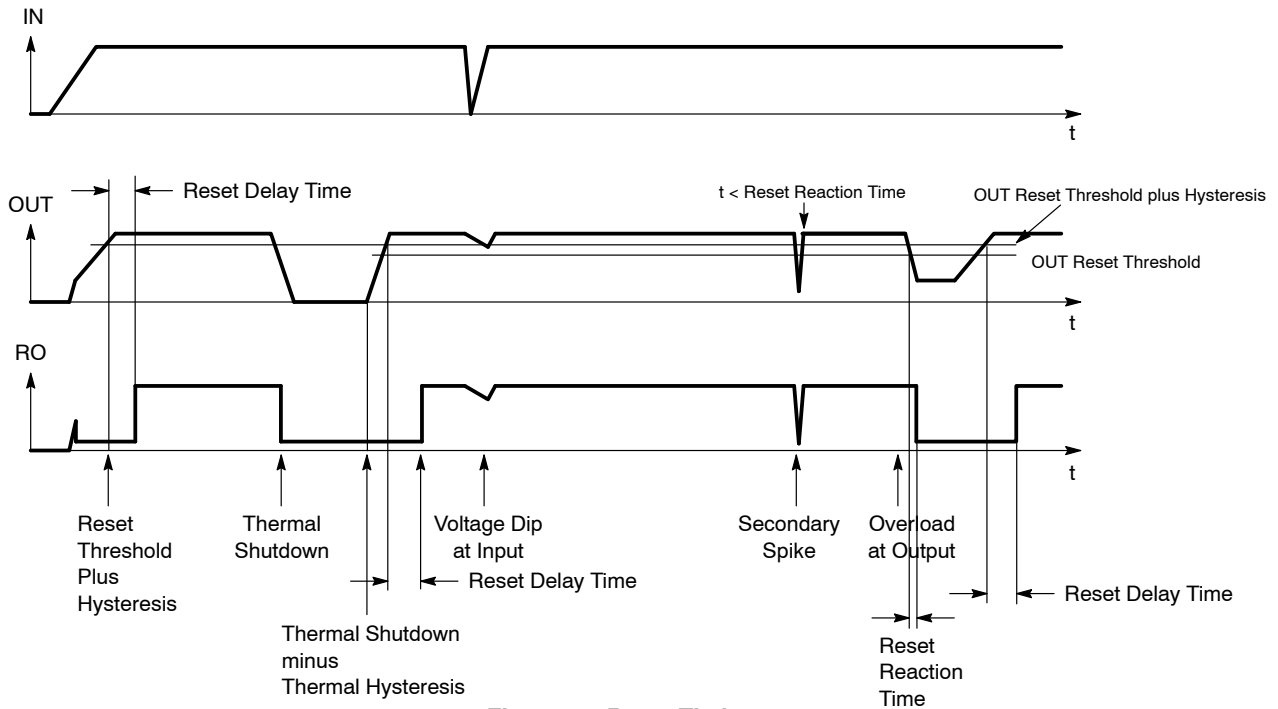 IN
t
Reset Delay Time
t < Reset Reaction Time
OUT Reset Threshold plus Hysteresis
OUT
OUT Reset Threshold
t
RO
t
Reset
Threshold
Plus
Hysteresis
Thermal
Shutdown
Voltage Dip
at Input
Secondary
Spike
Overload
at Output
Reset Delay Time
Reset Delay Time
Thermal Shutdown
minus
Thermal Hysteresis
Reset
Reaction
Time